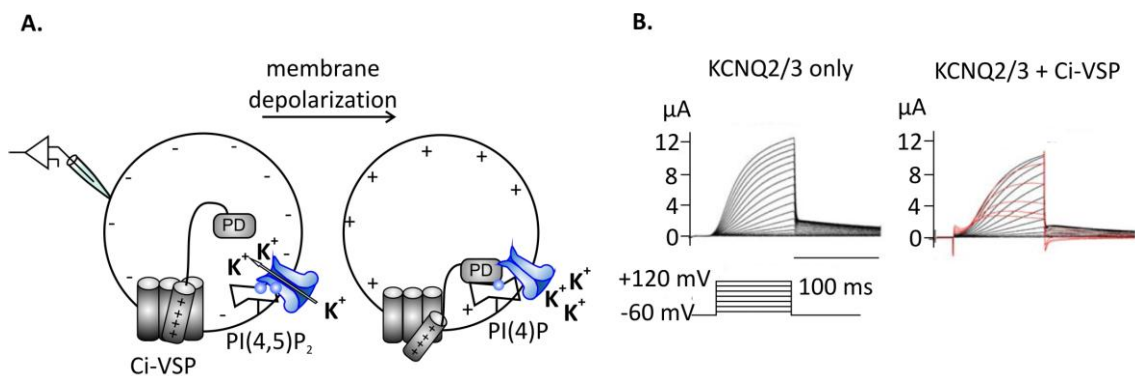 A.
membrane
depolarization
- - - - - - - -
PD
K⁺
K⁺
K⁺
++++
Ci-VSP
PI(4,5)P₂
+ + + + + + + +
PD
K⁺
K⁺
K⁺
++++
PI(4)P
B.
KCNQ2/3 only
µA
12
8
4
0
+120 mV
-60 mV
100 ms
KCNQ2/3 + Ci-VSP
µA
12
8
4
0